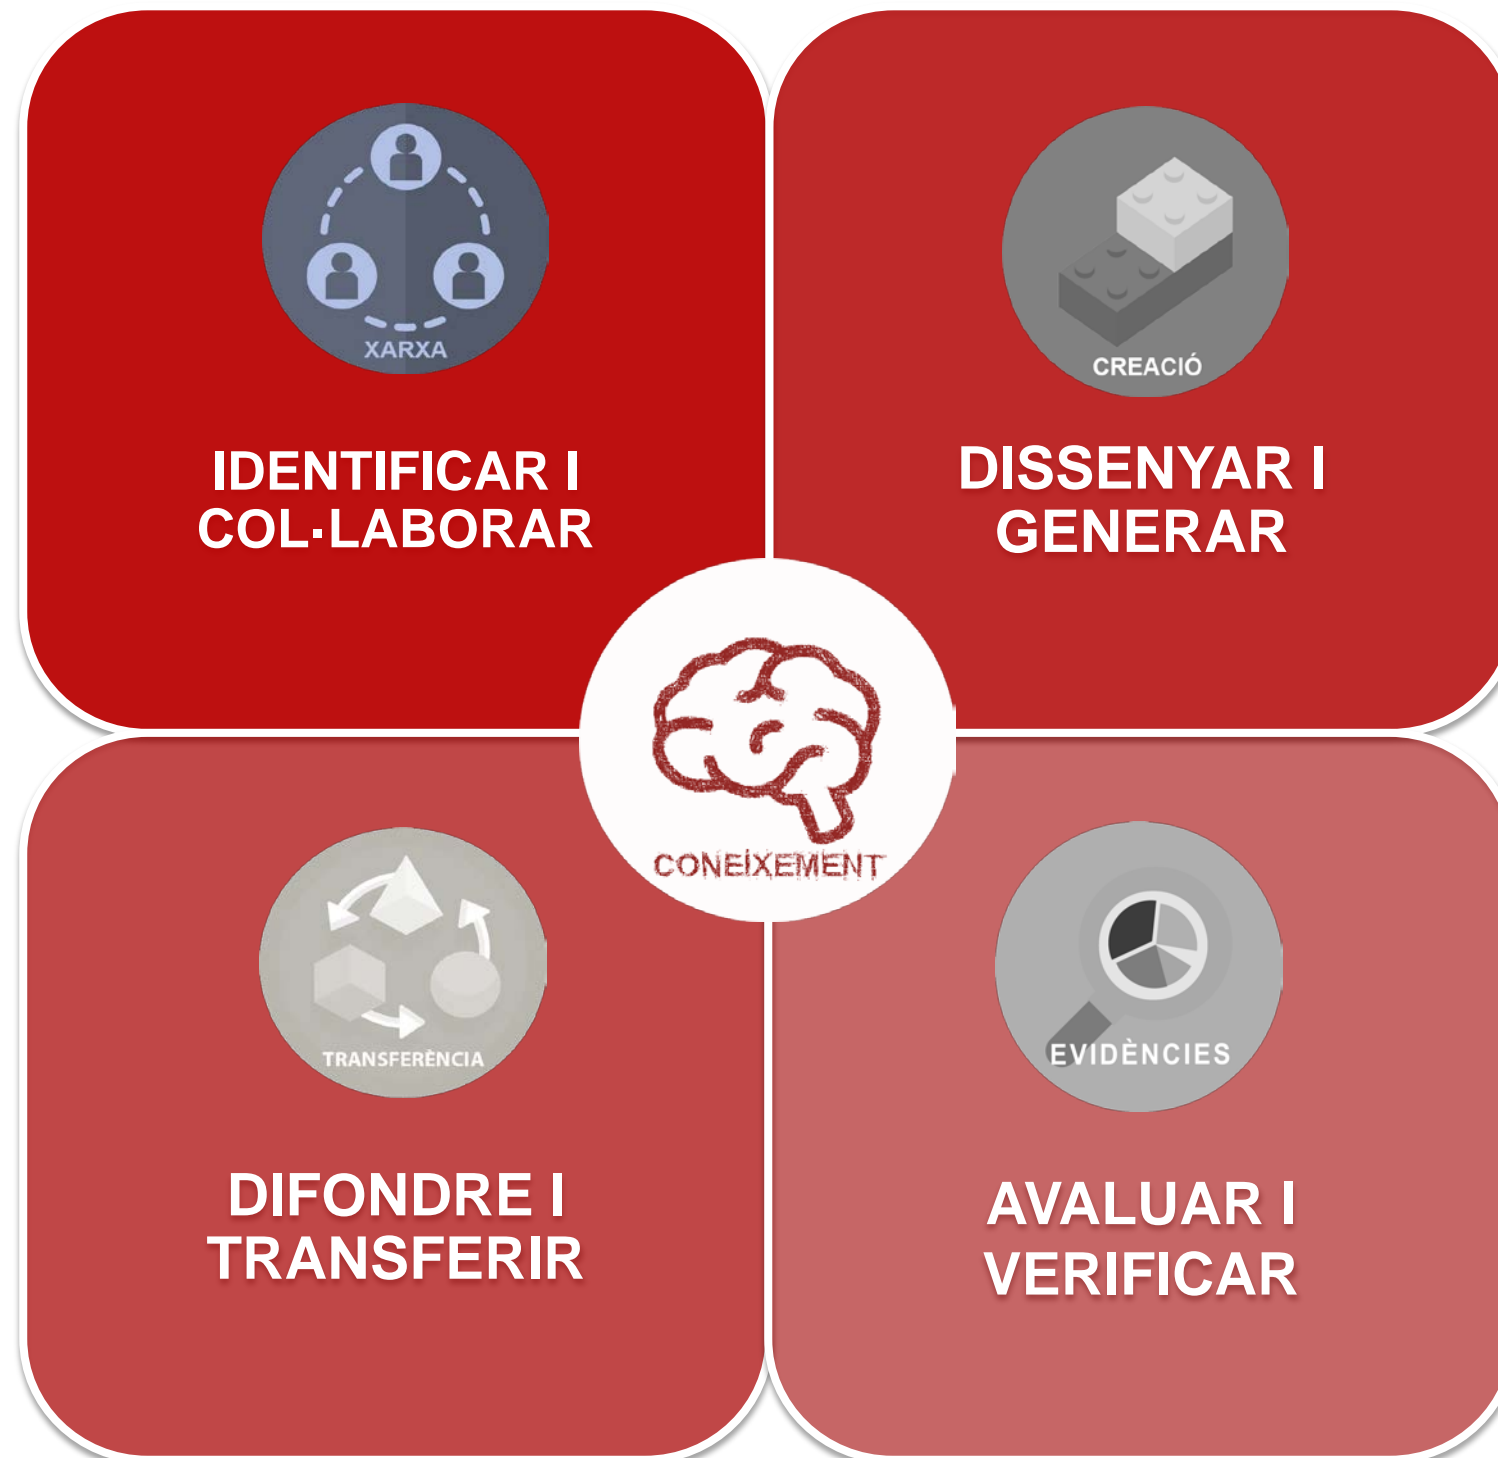 XARXA
IDENTIFICAR I
COL·LABORAR
CREACIÓ
DISSENYAR I
GENERAR
CONEIXEMENT
TRANSFERÈNCIA
DIFONDRE I
TRANSFERIR
EVIDÈNCIES
AVALUAR I
VERIFICAR